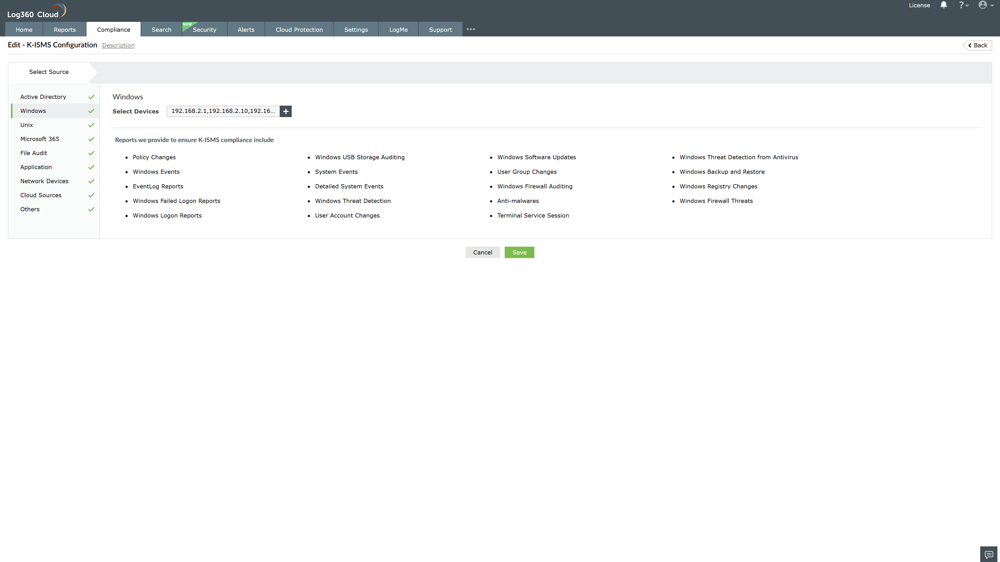 Log360 Cloud
License
?
Home
Reports
Compliance
Search
NEW
Security
Alerts
Cloud Protection
Settings
LogMe
Support
Edit - K-ISMS Configuration
Description
Back
Select Source
Active Directory
Windows
Unix
Microsoft 365
File Audit
Application
Network Devices
Cloud Sources
Others
Windows
Select Devices
192.168.2.1,192.168.2.10,192.16...
Reports we provide to ensure K-ISMS compliance include
Policy Changes
Windows Events
EventLog Reports
Windows Failed Logon Reports
Windows Logon Reports
Windows USB Storage Auditing
System Events
Detailed System Events
Windows Threat Detection
User Account Changes
Windows Software Updates
User Group Changes
Windows Firewall Auditing
Anti-malwares
Terminal Service Session
Windows Threat Detection from Antivirus
Windows Backup and Restore
Windows Registry Changes
Windows Firewall Threats
Cancel
Save